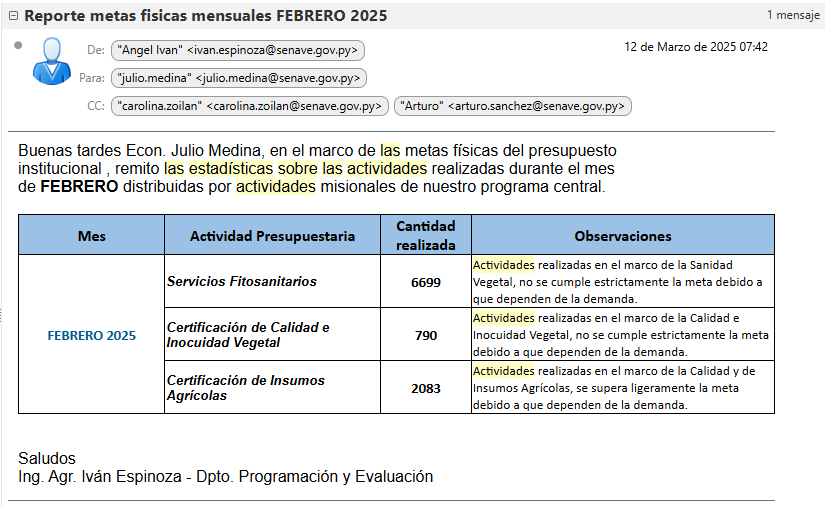 Reporte metas fisicas mensuales FEBRERO 2025
1 mensaje
De: "Angel Ivan" <ivan.espinoza@senave.gov.py>
12 de Marzo de 2025 07:42
Para: "julio.medina" <julio.medina@senave.gov.py>
CC: "carolina.zoilan" <carolina.zoilan@senave.gov.py> "Arturo" <arturo.sanchez@senave.gov.py>
Buenas tardes Econ. Julio Medina, en el marco de las metas físicas del presupuesto
institucional , remito las estadísticas sobre las actividades realizadas durante el mes
de FEBRERO distribuidas por actividades misionales de nuestro programa central.
Mes
Actividad Presupuestaria
Cantidad
realizada
Observaciones
FEBRERO 2025
Servicios Fitosanitarios
6699
Actividades realizadas en el marco de la Sanidad
Vegetal, no se cumple estrictamente la meta debido a
que dependen de la demanda.
Certificación de Calidad e
Inocuidad Vegetal
790
Actividades realizadas en el marco de la Calidad e
Inocuidad Vegetal, no se cumple estrictamente la meta
debido a que dependen de la demanda.
Certificación de Insumos
Agrícolas
2083
Actividades realizadas en el marco de la Calidad y de
Insumos Agrícolas, se supera ligeramente la meta
debido a que dependen de la demanda.
Saludos
Ing. Agr. Iván Espinoza - Dpto. Programación y Evaluación